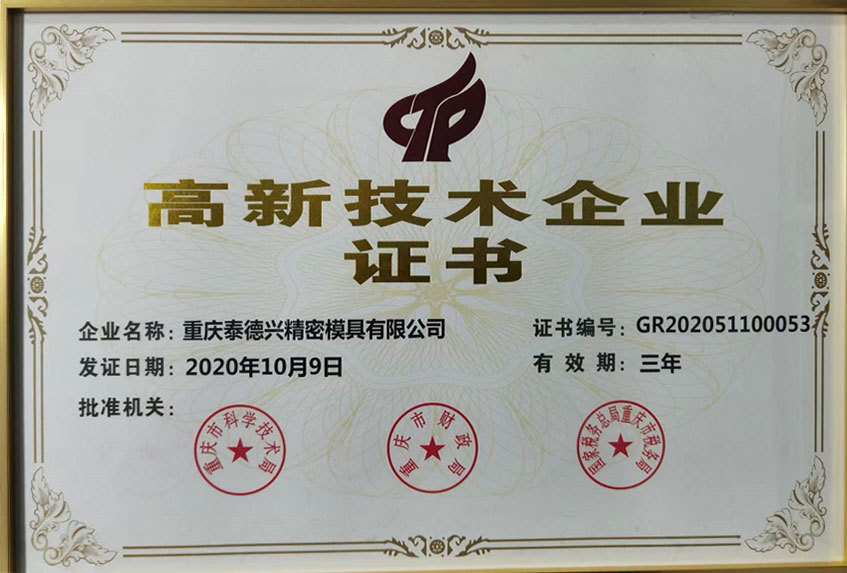 高新技术企业
证书
企业名称：重庆泰德兴精密模具有限公司
证书编号：GR202051100053
发证日期：2020年10月9日
有效期：三年
批准机关：
重庆市科学技术局
重庆市财政局
国家税务总局重庆市税务局